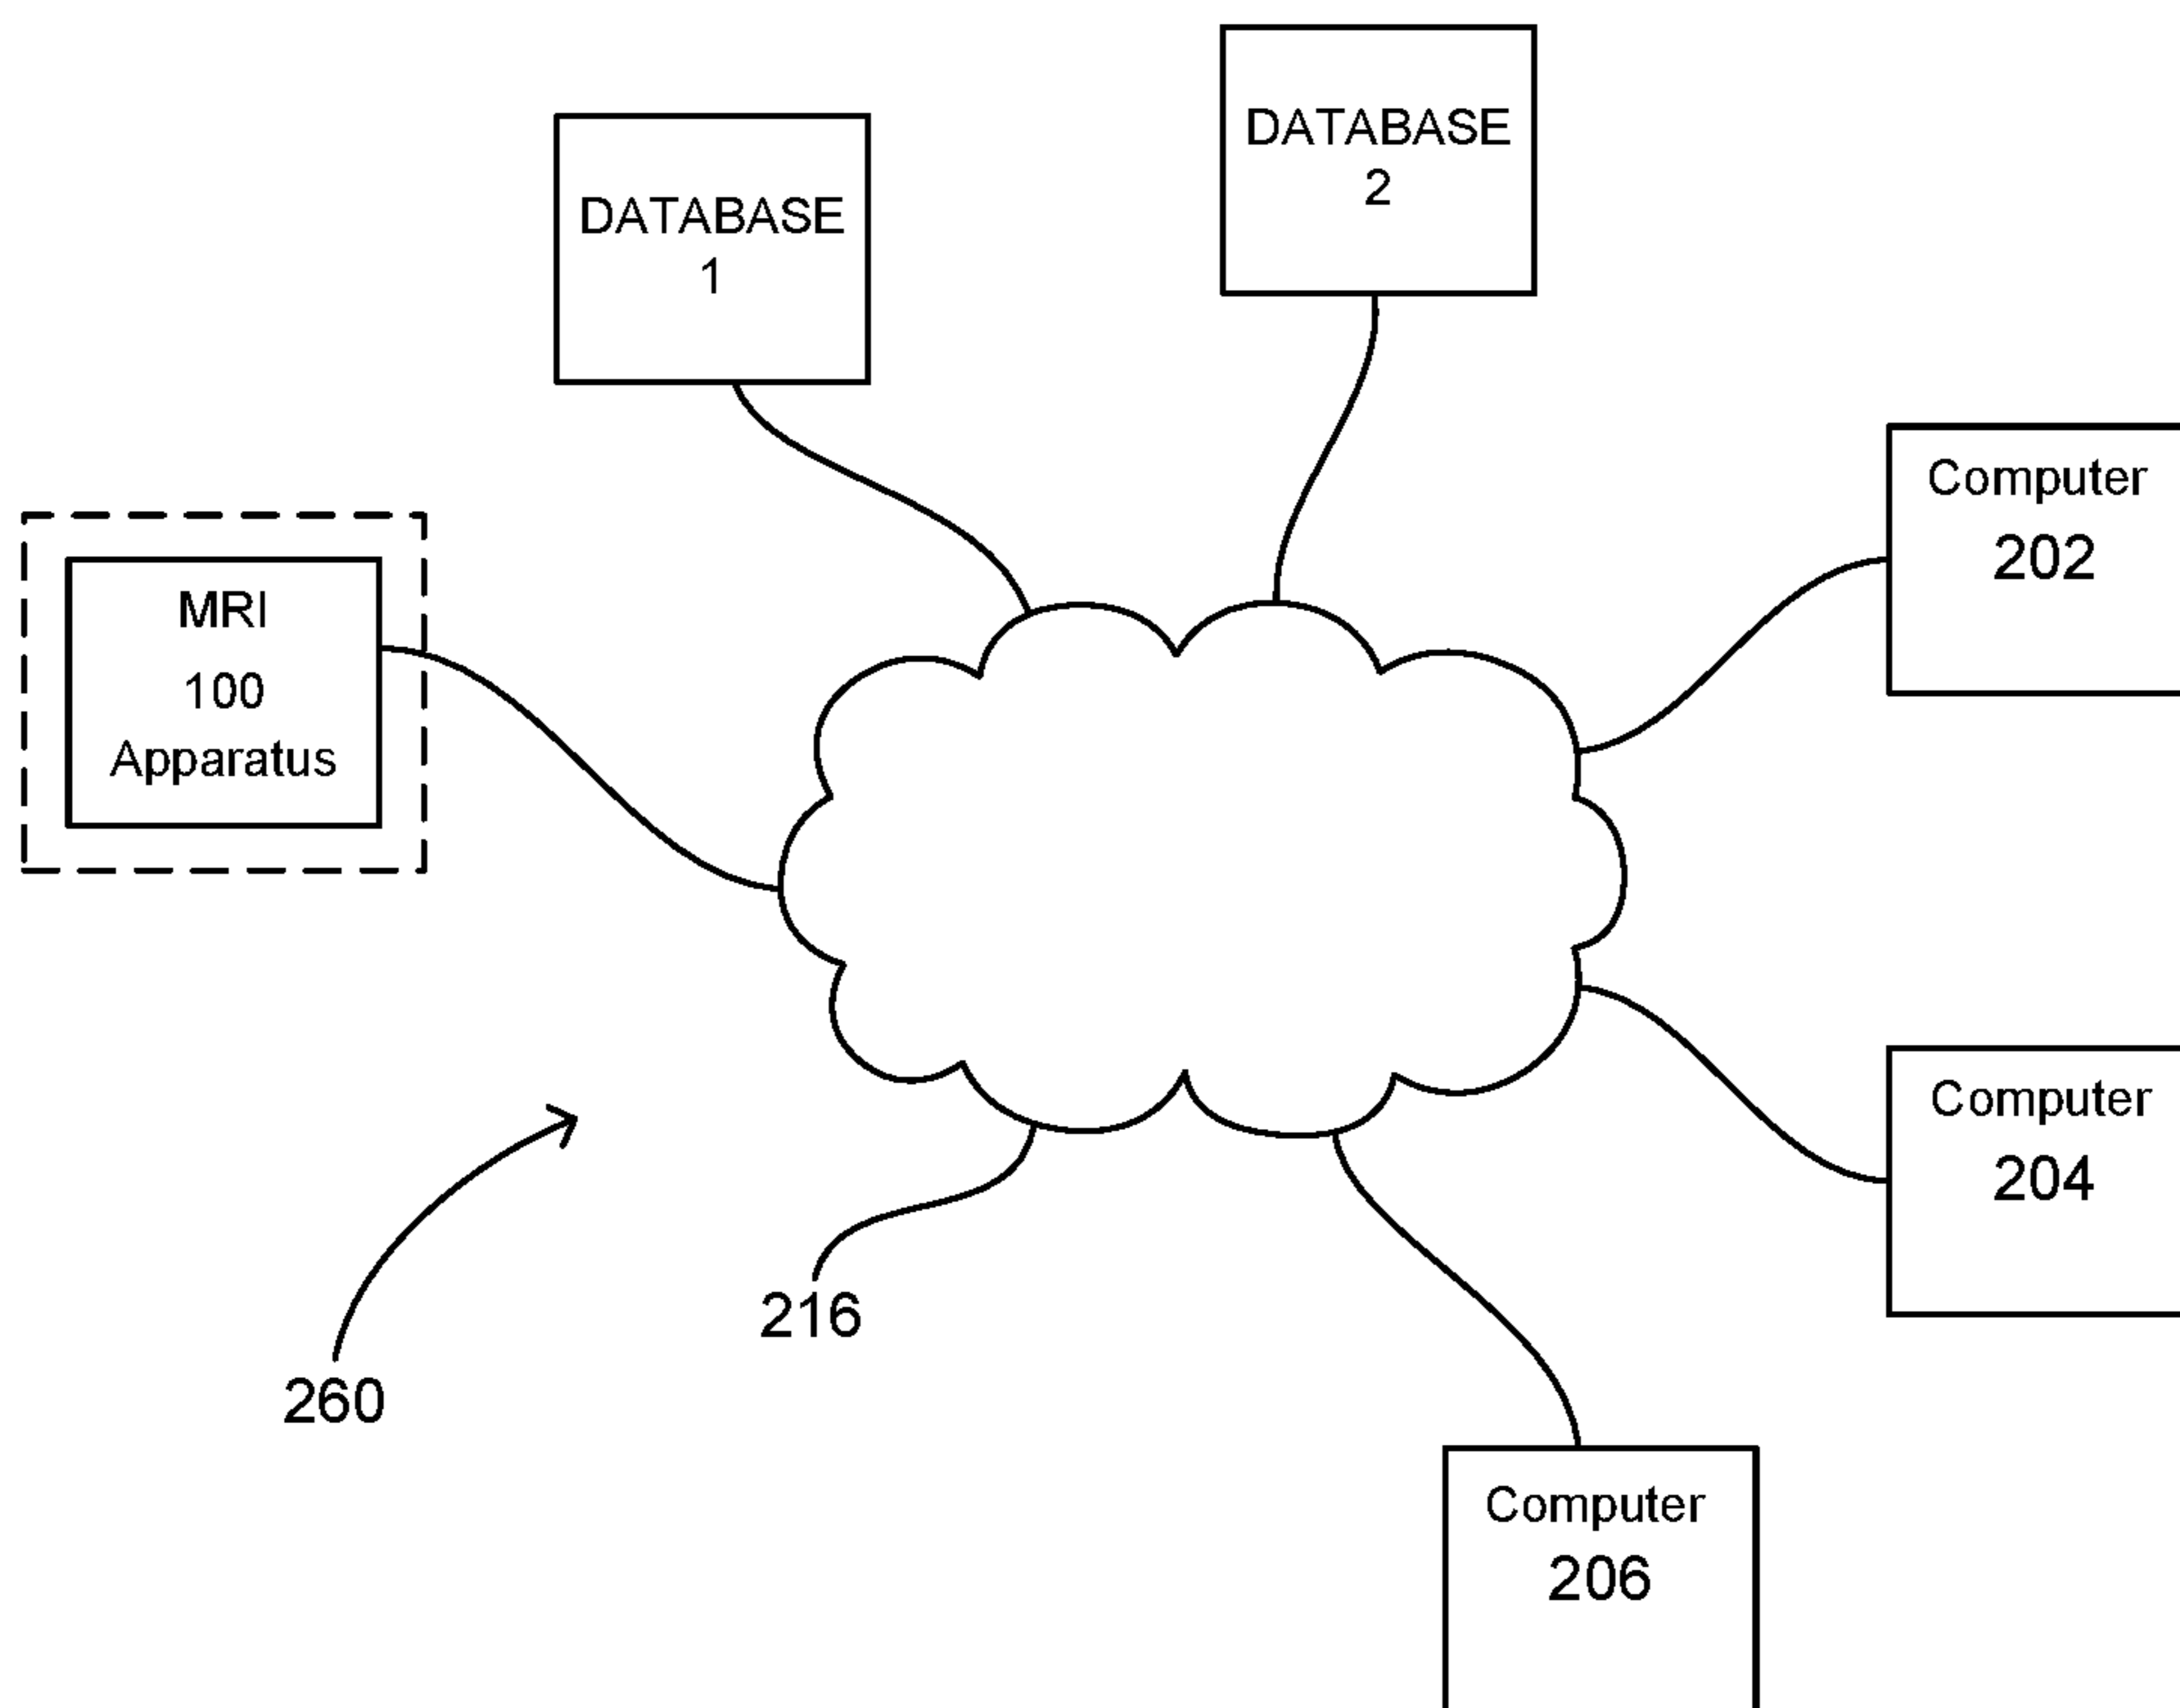 DATABASE
1
DATABASE
2
Computer
202
MRI
100
Apparatus
Computer
204
216
260
Computer
206